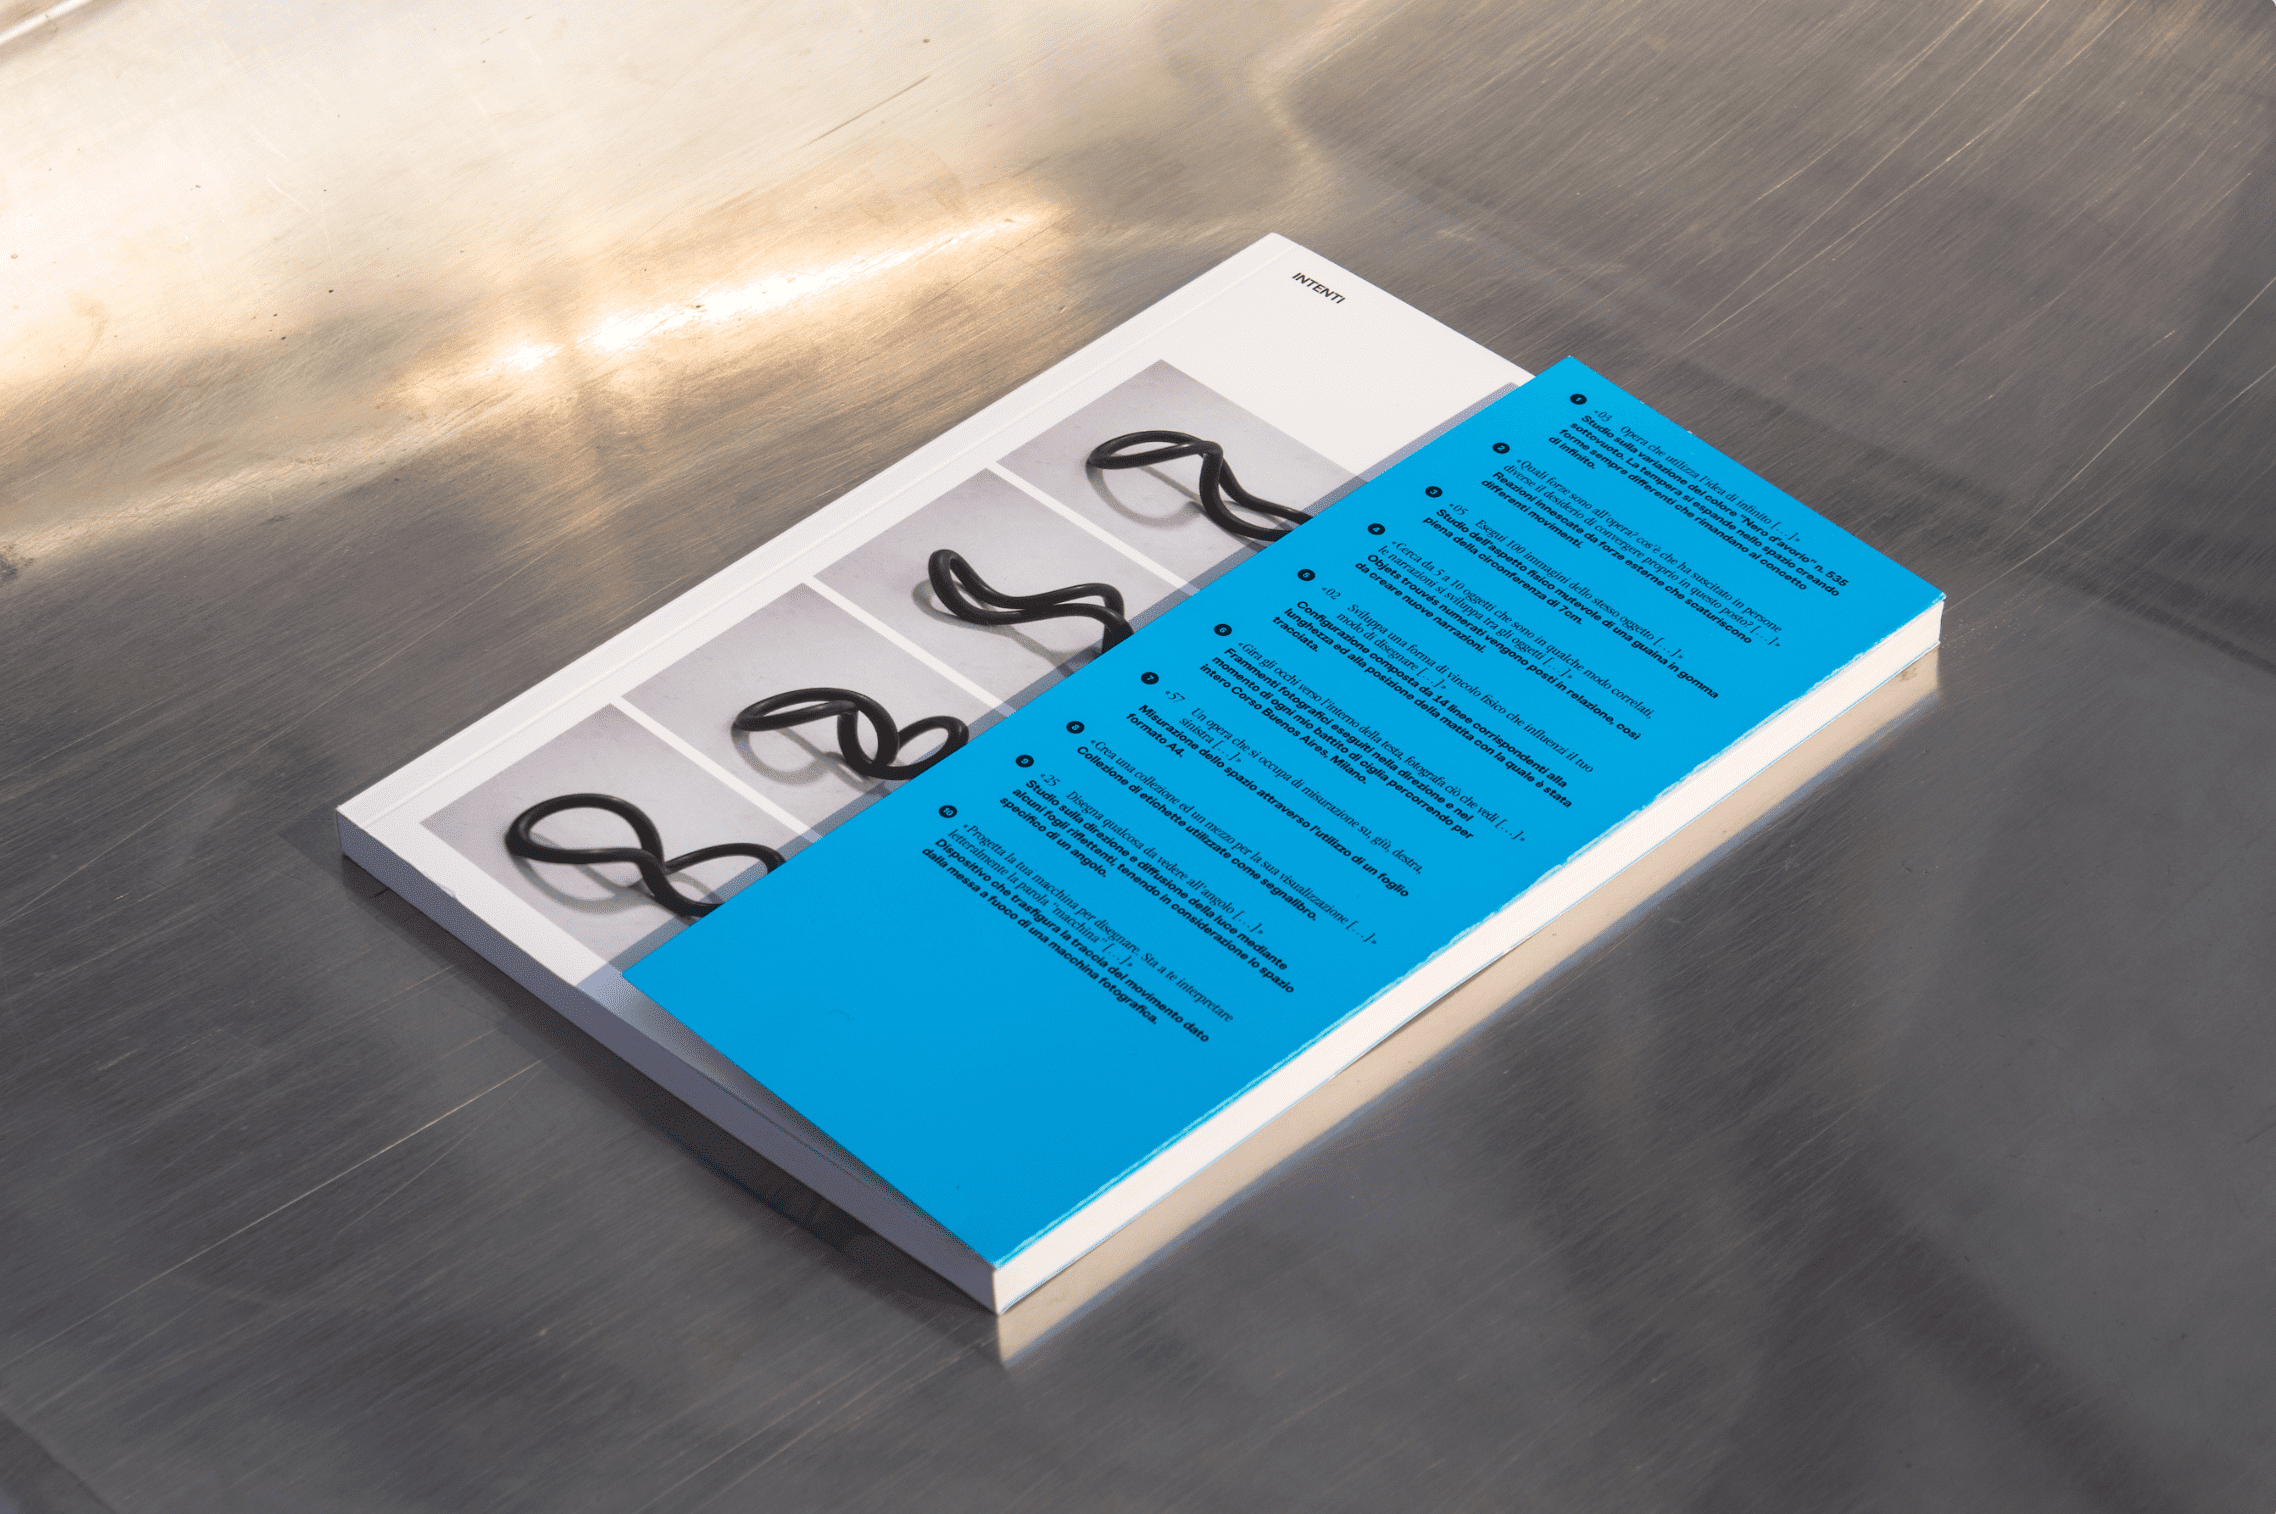 INTENTI
1
«03 Opera che utilizza l'idea di infinito [...]»
Studio sulla variazione del colore "Nero d'avorio" n. 535
sottovuoto. La tempera si espande nello spazio creando
forme sempre differenti che rimandano al concetto
di infinito.
2
«Quali forze sono all'opera? cos'è che ha suscitato in persone
diverse il desiderio di convergere proprio in questo posto? [...]»
Reazioni innescate da forze esterne che scaturiscono
differenti movimenti.
3
«05 Esegui 100 immagini dello stesso oggetto [...]»
Studio dell'aspetto fisico mutevole di una guaina in gomma
piena della circonferenza di 7cm.
4
«Cerca da 5 a 10 oggetti che sono in qualche modo correlati,
le narrazioni si sviluppa tra gli oggetti [...]»
Objets trouvés numerati vengono posti in relazione, così
da creare nuove narrazioni.
5
«02 Sviluppa una forma di vincolo fisico che influenzi il tuo
modo di disegnare [...]»
Configurazione composta da 14 linee corrispondenti alla
lunghezza ed alla posizione della matita con la quale è stata
tracciata.
6
«Gira gli occhi verso l'interno della testa, fotografa ciò che vedi [...]»
Frammenti fotografici eseguiti nella direzione e nel
momento di ogni mio battito di ciglia percorrendo per
intero Corso Buenos Aires, Milano.
7
«57 Un opera che si occupa di misurazione su, giù, destra,
sinistra [...]»
Misurazione dello spazio attraverso l'utilizzo di un foglio
formato A4.
8
«Crea una collezione ed un mezzo per la sua visualizzazione [...]»
Collezione di etichette utilizzate come segnalibro.
9
«25 Disegna qualcosa da vedere all'angolo [...]»
Studio sulla direzione e diffusione della luce mediante
alcuni fogli riflettenti, tenendo in considerazione lo spazio
specifico di un angolo.
10
«Progetta la tua macchina per disegnare. Sta a te interpretare
letteralmente la parola "macchina" [...]»
Dispositivo che trasfigura la traccia del movimento dato
dalla messa a fuoco di una macchina fotografica.